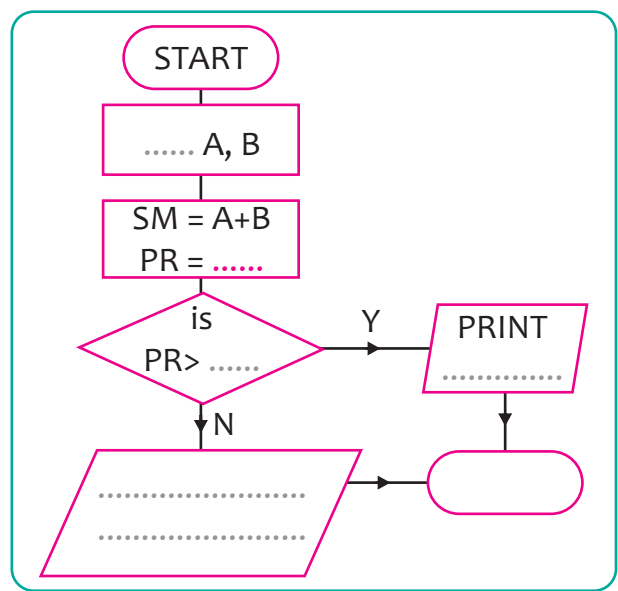 START
...... A, B
SM = A+B
PR = ......
is
PR> ......
Y
PRINT
.............
N
.......................
.......................